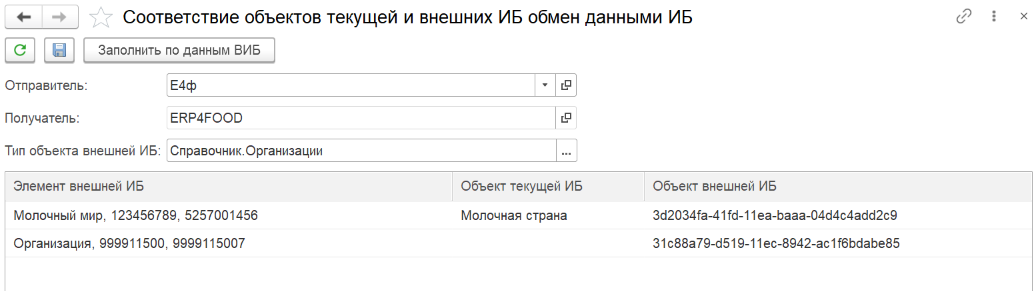 Соответствие объектов текущей и внешних ИБ обмен данными ИБ
Заполнить по данным ВИБ
Отправитель: Е4ф
Получатель: ERP4FOOD
Тип объекта внешней ИБ: Справочник.Организации ...
Элемент внешней ИБ Объект текущей ИБ Объект внешней ИБ
Молочный мир, 123456789, 5257001456 Молочная страна 3d2034fa-41fd-11ea-baaa-04d4c4add2c9
Организация, 999911500, 9999115007 31c88a79-d519-11ec-8942-ac1f6bdabe85